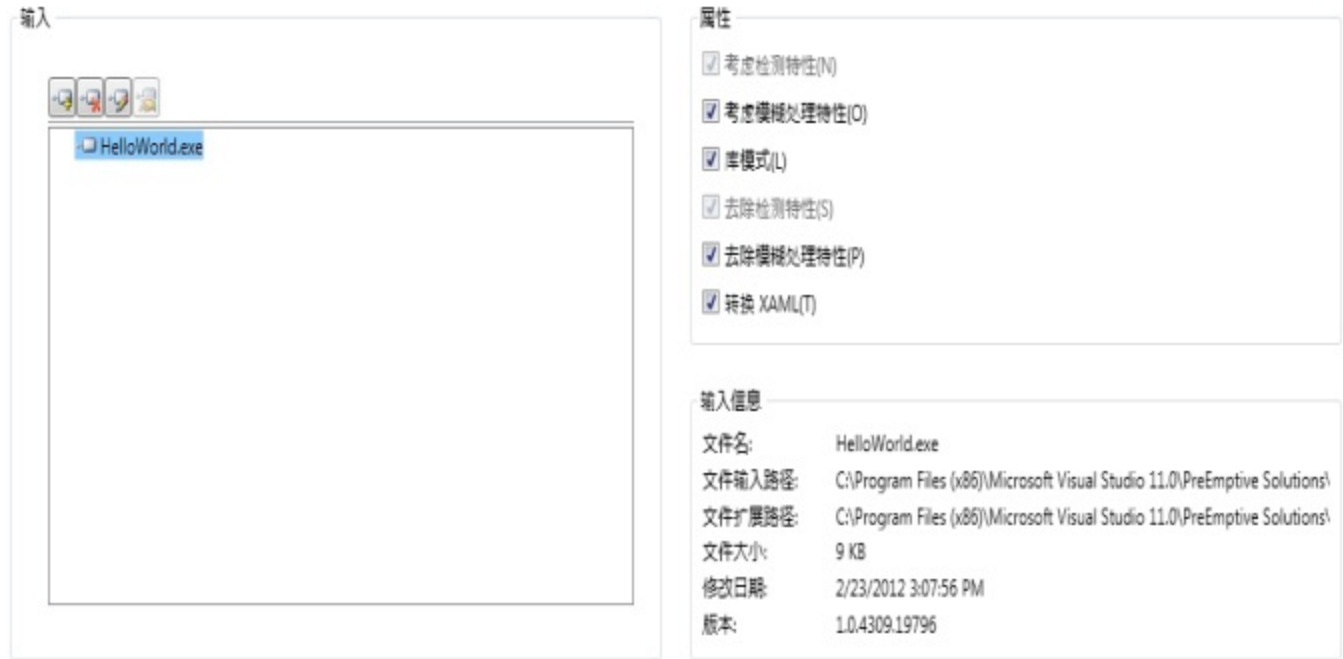 输入
HelloWorld.exe
属性
考虑检测特性(N)
考虑模糊处理特性(O)
库模式(L)
去除检测特性(S)
去除模糊处理特性(P)
转换 XAML(T)
输入信息
文件名: HelloWorld.exe
文件输入路径: C:\Program Files (x86)\Microsoft Visual Studio 11.0\PreEmptive Solutions\
文件扩展路径: C:\Program Files (x86)\Microsoft Visual Studio 11.0\PreEmptive Solutions\
文件大小: 9 KB
修改日期: 2/23/2012 3:07:56 PM
版本: 1.0.4309.19796